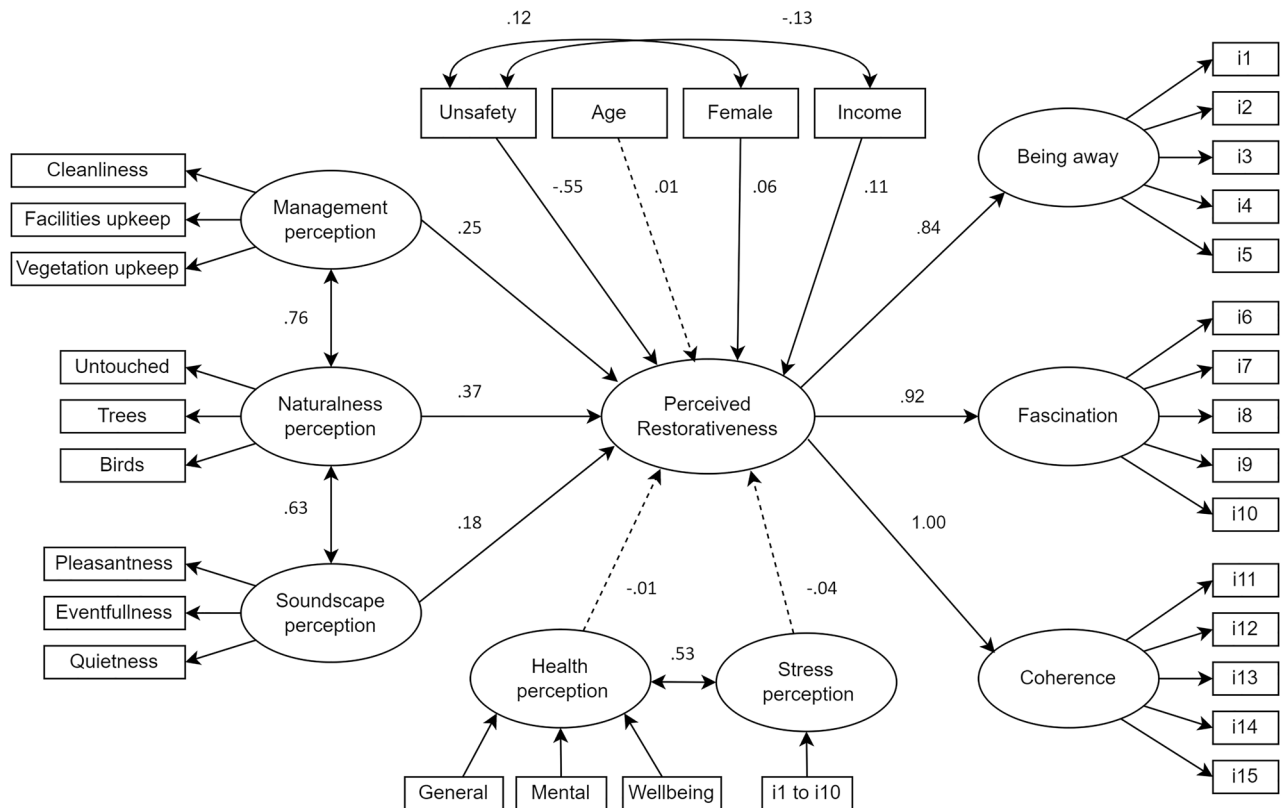 .12
-.13
Unsafety
Age
Female
Income
-.55
.01
.06
.11
Cleanliness
Facilities upkeep
Vegetation upkeep
Management
perception
.25
.76
Untouched
Trees
Birds
Naturalness
perception
.37
.63
Pleasantness
Eventfullness
Quietness
Soundscape
perception
.18
Perceived
Restorativeness
-.01
-.04
Health
perception
.53
Stress
perception
General
Mental
Wellbeing
i1 to i10
.84
Being away
i1
i2
i3
i4
i5
.92
Fascination
i6
i7
i8
i9
i10
1.00
Coherence
i11
i12
i13
i14
i15